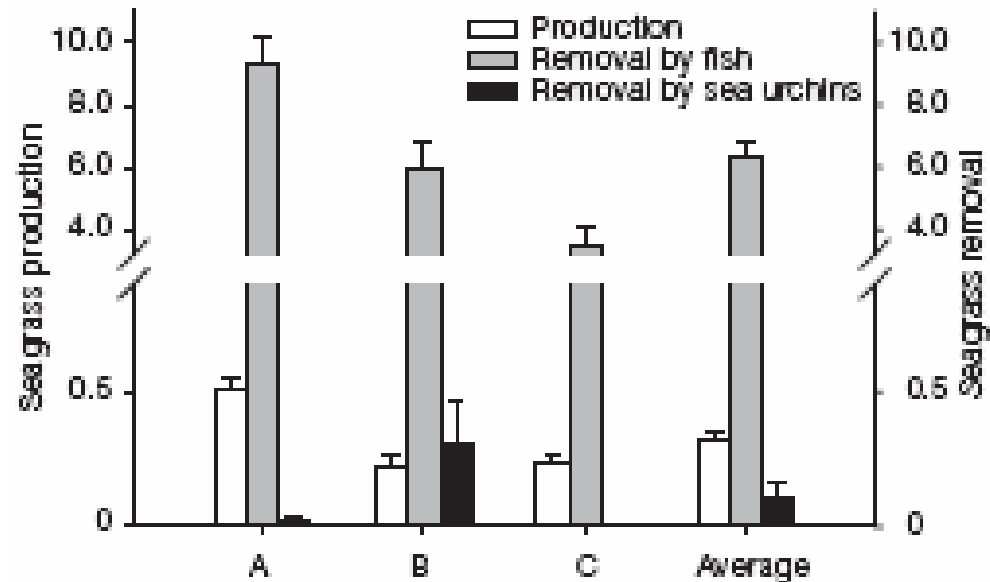 Production
Removal by fish
Removal by sea urchins
Seagrass production
10.0
8.0
6.0
4.0
0.5
0
10.0
8.0
6.0
4.0
0.5
0
Seagrass removal
A
B
C
Average